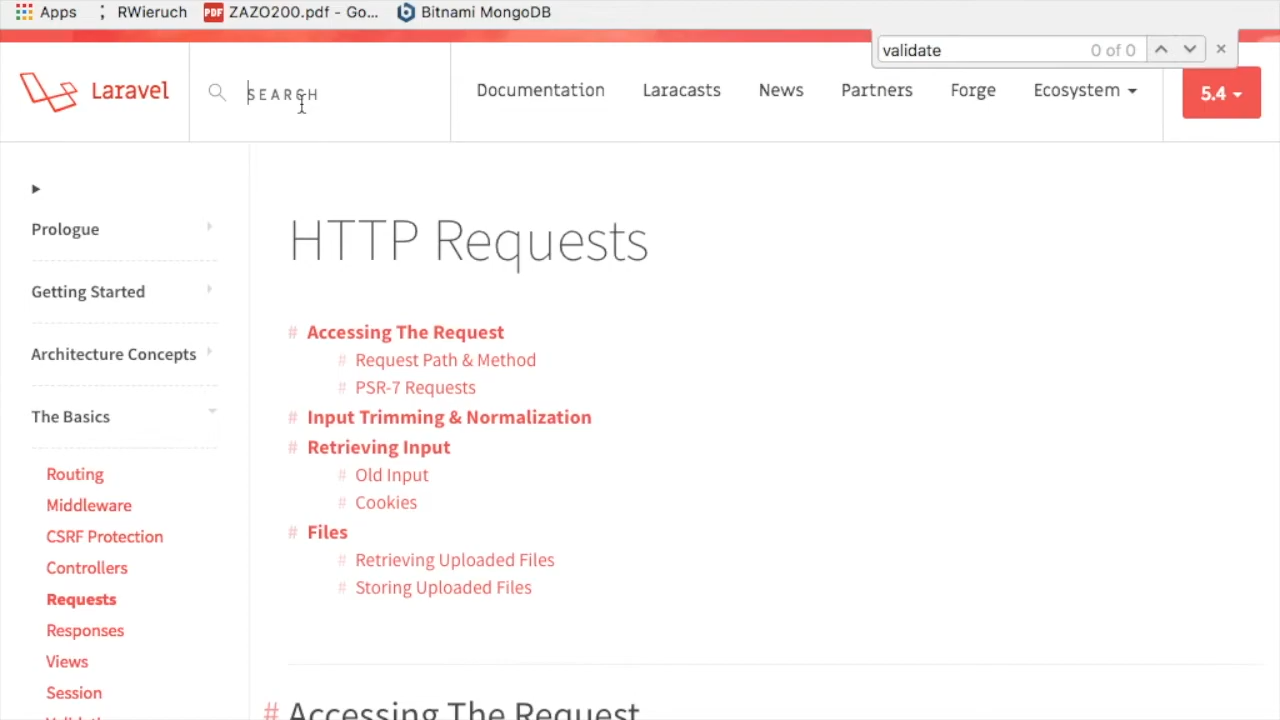 Apps ; RWieruch PDF ZAZO200.pdf - Go... Bitnami MongoDB
validate 0 of 0
Laravel
SEARCH
Documentation Laracasts News Partners Forge Ecosystem
5.4
Prologue
Getting Started
Architecture Concepts
The Basics
Routing
Middleware
CSRF Protection
Controllers
Requests
Responses
Views
Session
HTTP Requests
# Accessing The Request
# Request Path & Method
# PSR-7 Requests
# Input Trimming & Normalization
# Retrieving Input
# Old Input
# Cookies
# Files
# Retrieving Uploaded Files
# Storing Uploaded Files
# Accessing The Request